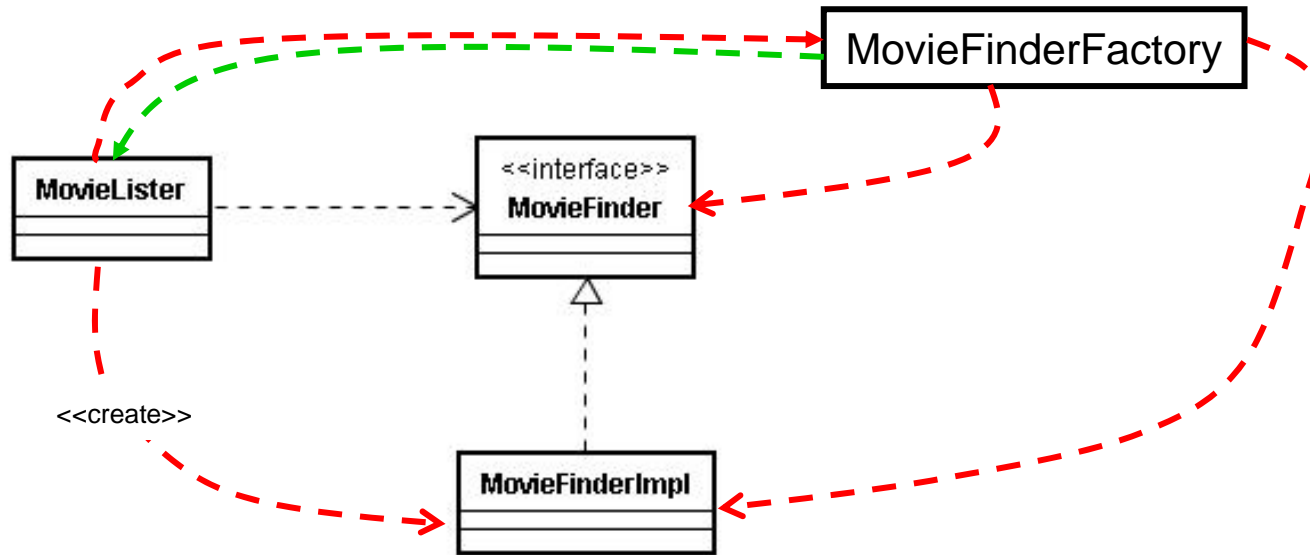 MovieFinderFactory
<<interface>>
MovieFinder
MovieLister
<<create>>
MovieFinderImpl